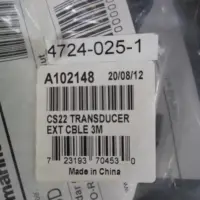 4724-025-1
A102148 20/08/12
CS22 TRANSDUCER
EXT CBLE 3M
7 23193 70453 0
Made in China